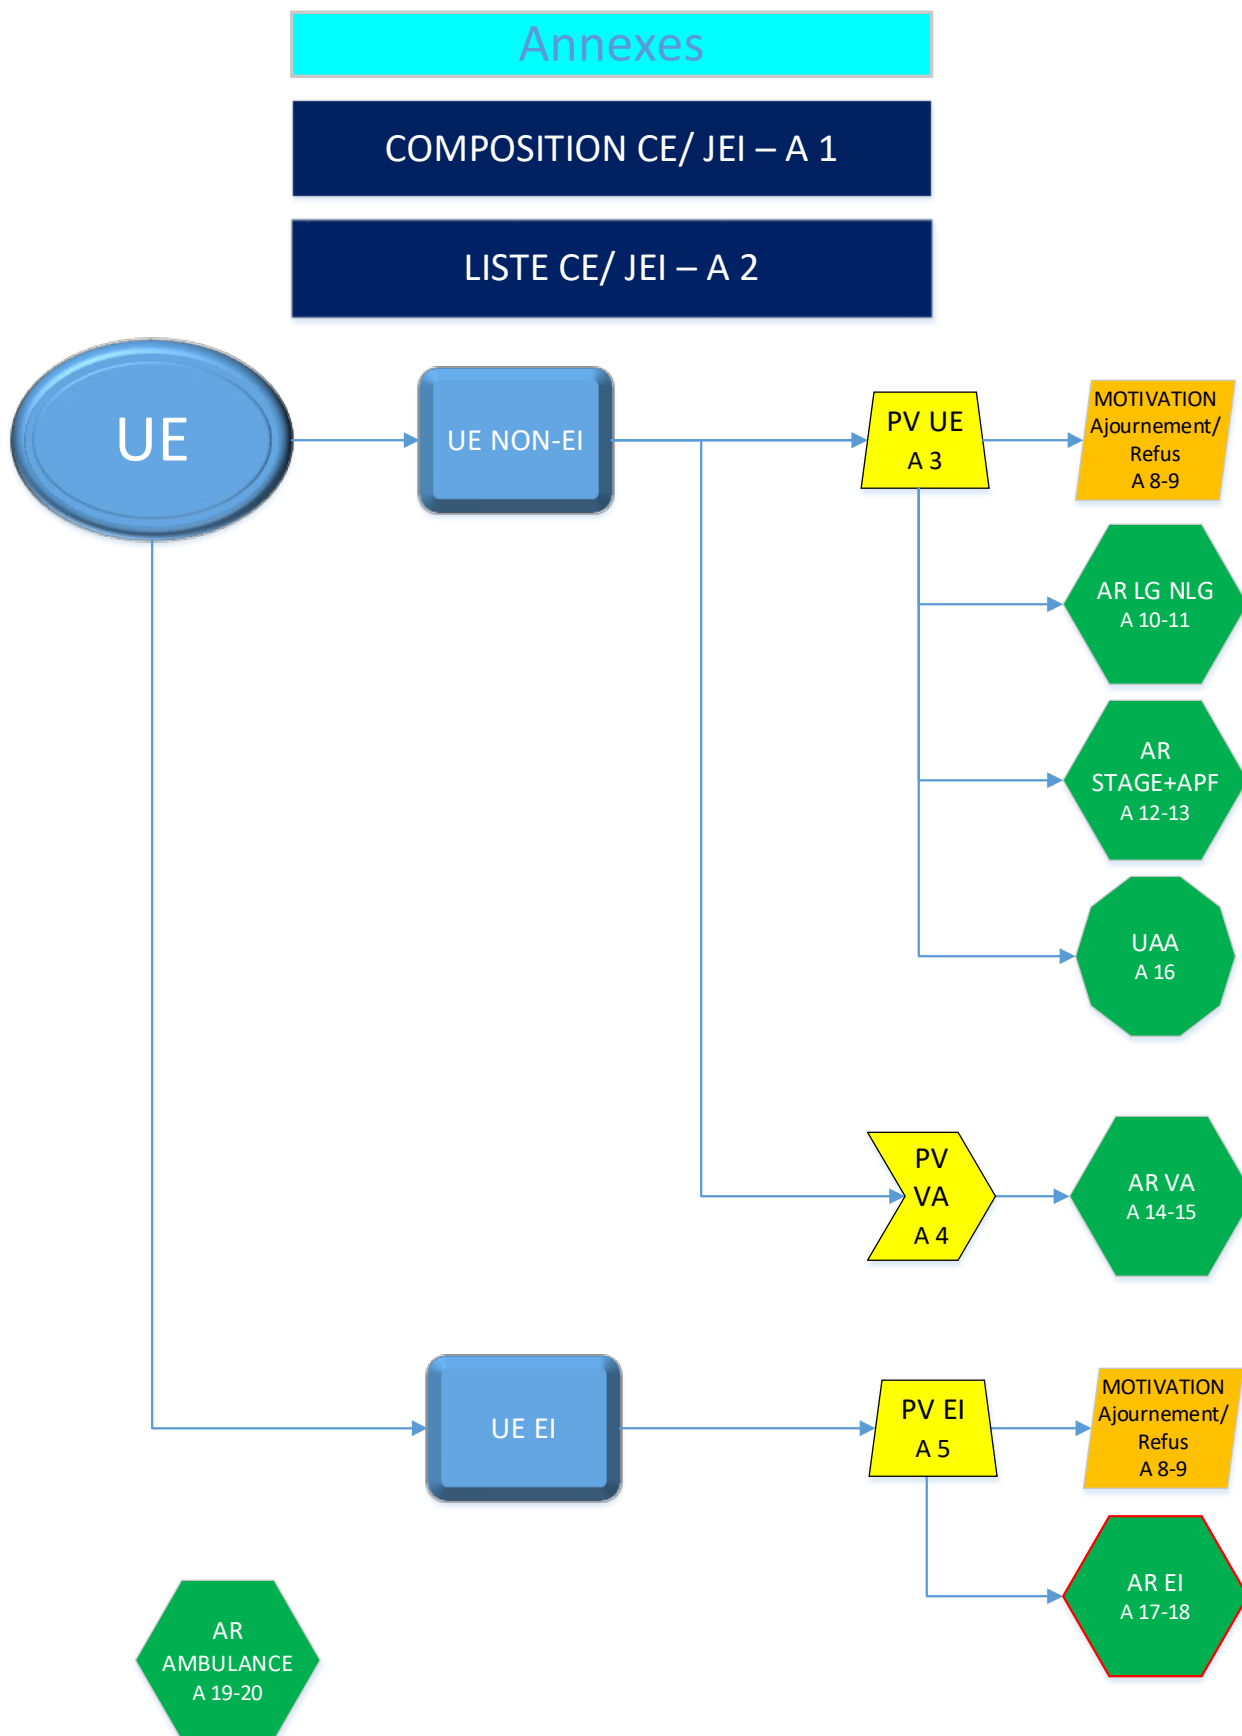 Annexes
COMPOSITION CE/ JEI – A 1
LISTE CE/ JEI – A 2
UE
UE NON-EI
PV UE
A 3
MOTIVATION
Ajournement/
Refus
A 8-9
AR LG NLG
A 10-11
AR
STAGE+APF
A 12-13
UAA
A 16
PV
VA
A 4
AR VA
A 14-15
UE EI
PV EI
A 5
MOTIVATION
Ajournement/
Refus
A 8-9
AR EI
A 17-18
AR
AMBULANCE
A 19-20